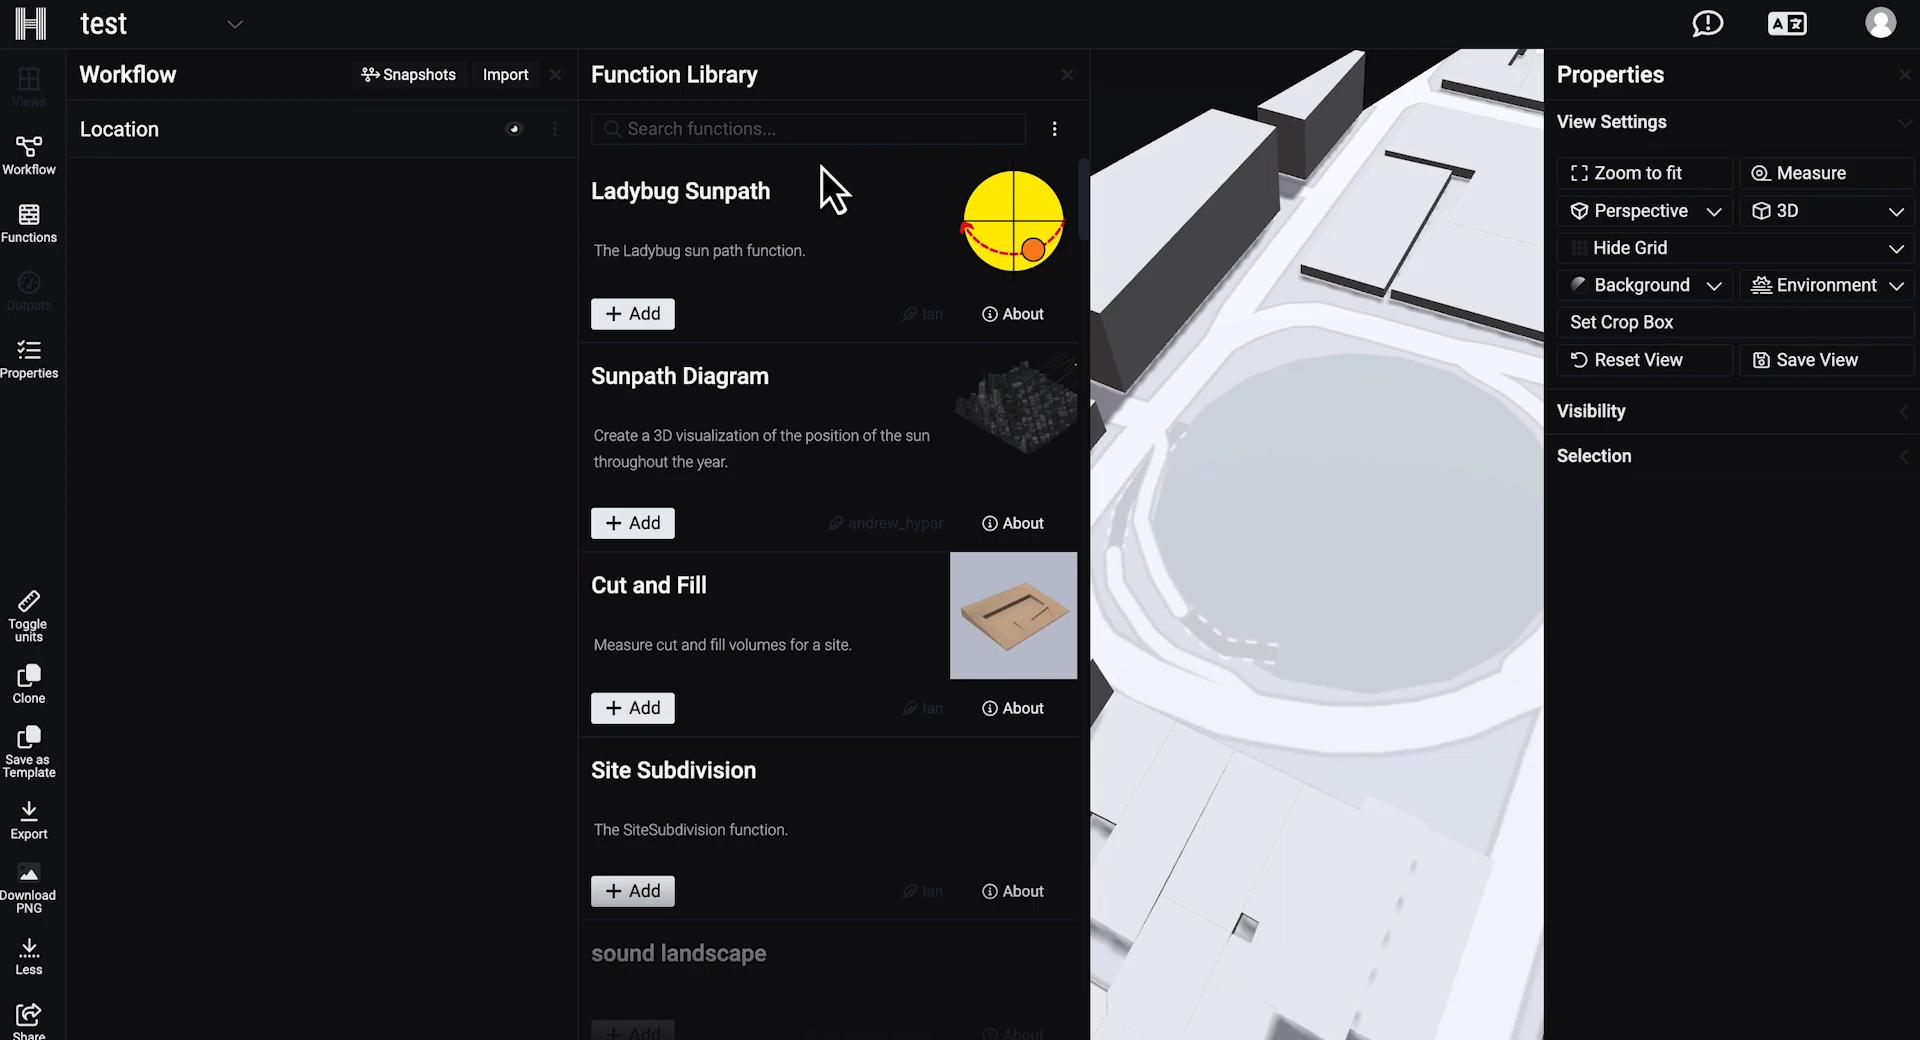 test
Views
Workflow
Functions
Outputs
Properties
Toggle
units
Clone
Save as
Template
Export
Download
PNG
Less
Share
Workflow
Snapshots
Import
Location
Function Library
Search functions...
Ladybug Sunpath
The Ladybug sun path function.
+ Add
Ian
About
Sunpath Diagram
Create a 3D visualization of the position of the sun
throughout the year.
+ Add
andrew_hypar
About
Cut and Fill
Measure cut and fill volumes for a site.
+ Add
Ian
About
Site Subdivision
The SiteSubdivision function.
+ Add
Ian
About
sound landscape
+ Add
About
Properties
View Settings
Zoom to fit
Measure
Perspective
3D
Hide Grid
Background
Environment
Set Crop Box
Reset View
Save View
Visibility
Selection